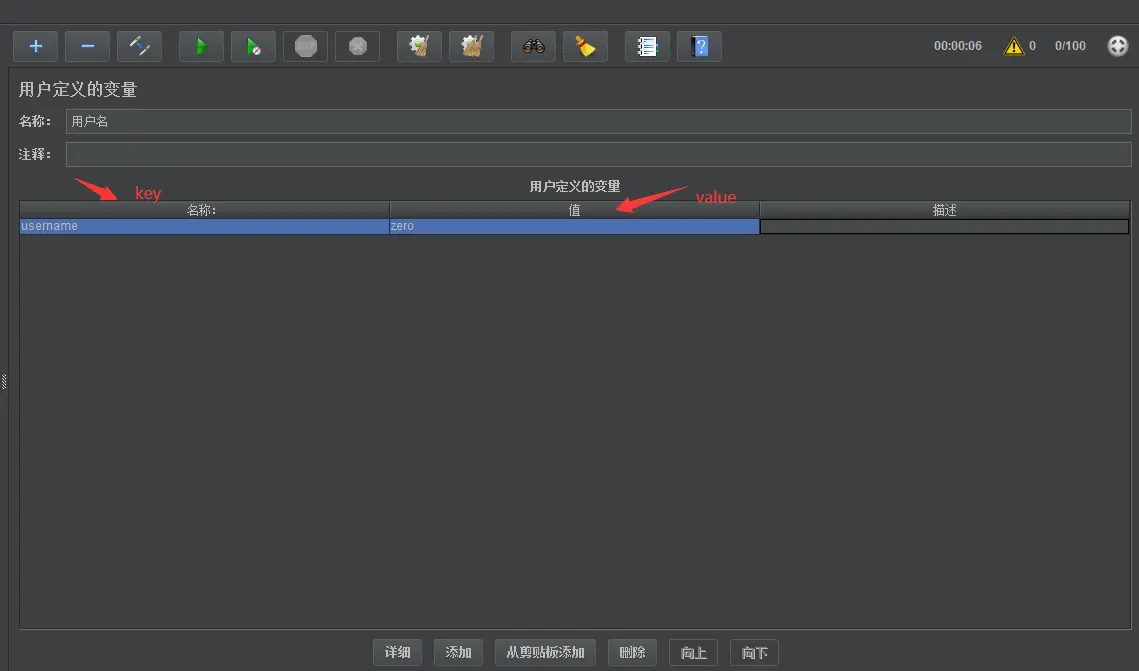 00:00:06 0 0/100
用户定义的变量
名称： 用户名
注释：
用户定义的变量
key
value
名称: 值 描述
username zero
详细 添加 从剪贴板添加 删除 向上 向下